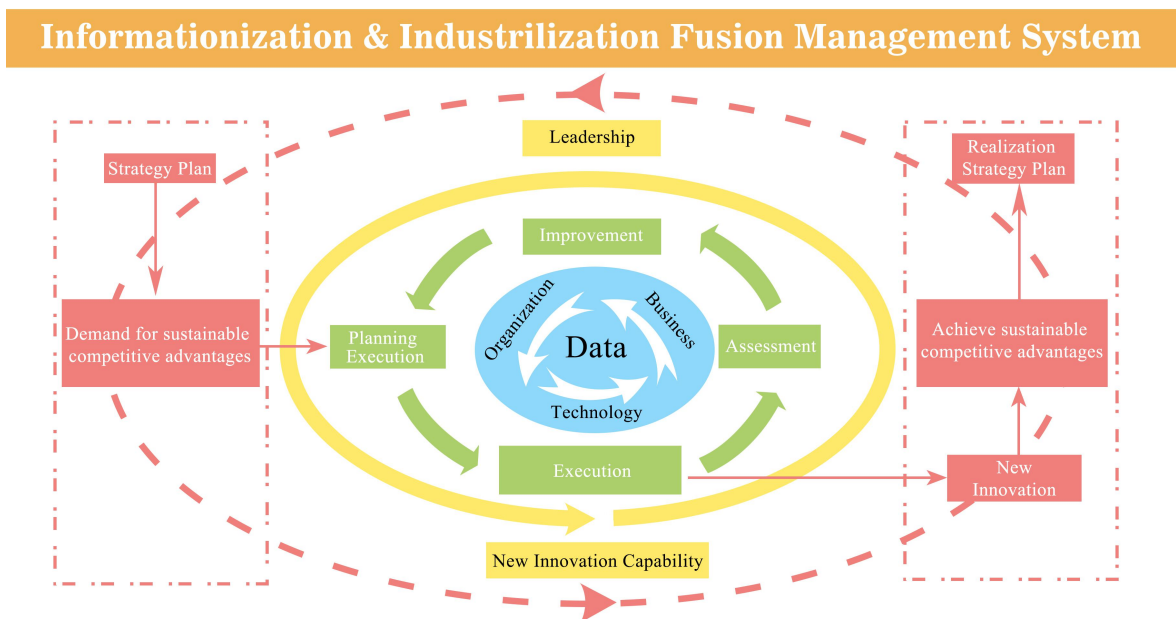 Informationization & Industrilization Fusion Management System
Leadership
Strategy Plan
Realization
Strategy Plan
Improvement
Organization
Business
Demand for sustainable
competitive advantages
Planning
Execution
Data
Assessment
Achieve sustainable
competitive advantages
Technology
Execution
New
Innovation
New Innovation Capability